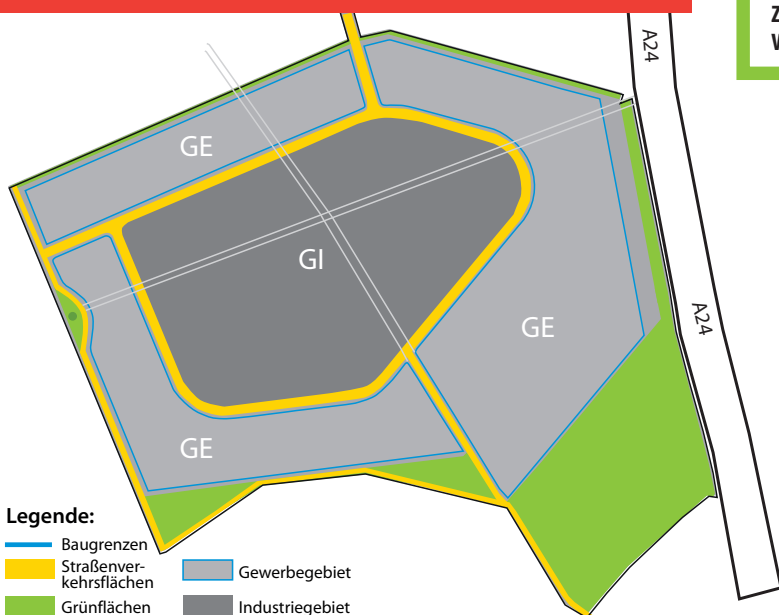 Z
W
A24
GE
GI
A24
GE
GE
Legende:
Baugrenzen
Straßenver-
kehrsflächen
Gewerbegebiet
Grünflächen
Industriegebiet